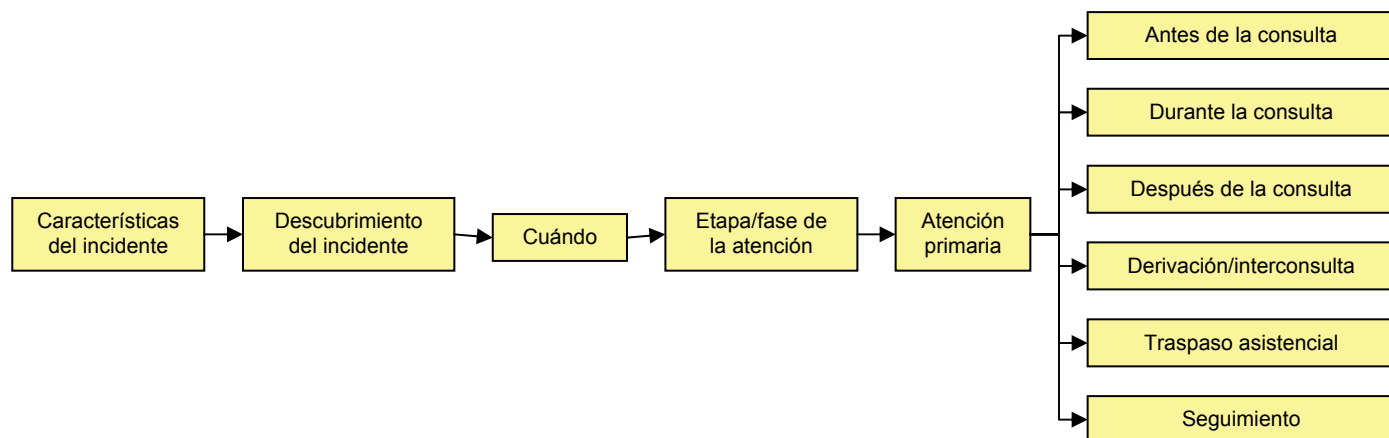 Características
del incidente
Descubrimiento
del incidente
Cuándo
Etapa/fase de
la atención
Atención
primaria
Antes de la consulta
Durante la consulta
Después de la consulta
Derivación/interconsulta
Traspaso asistencial
Seguimiento